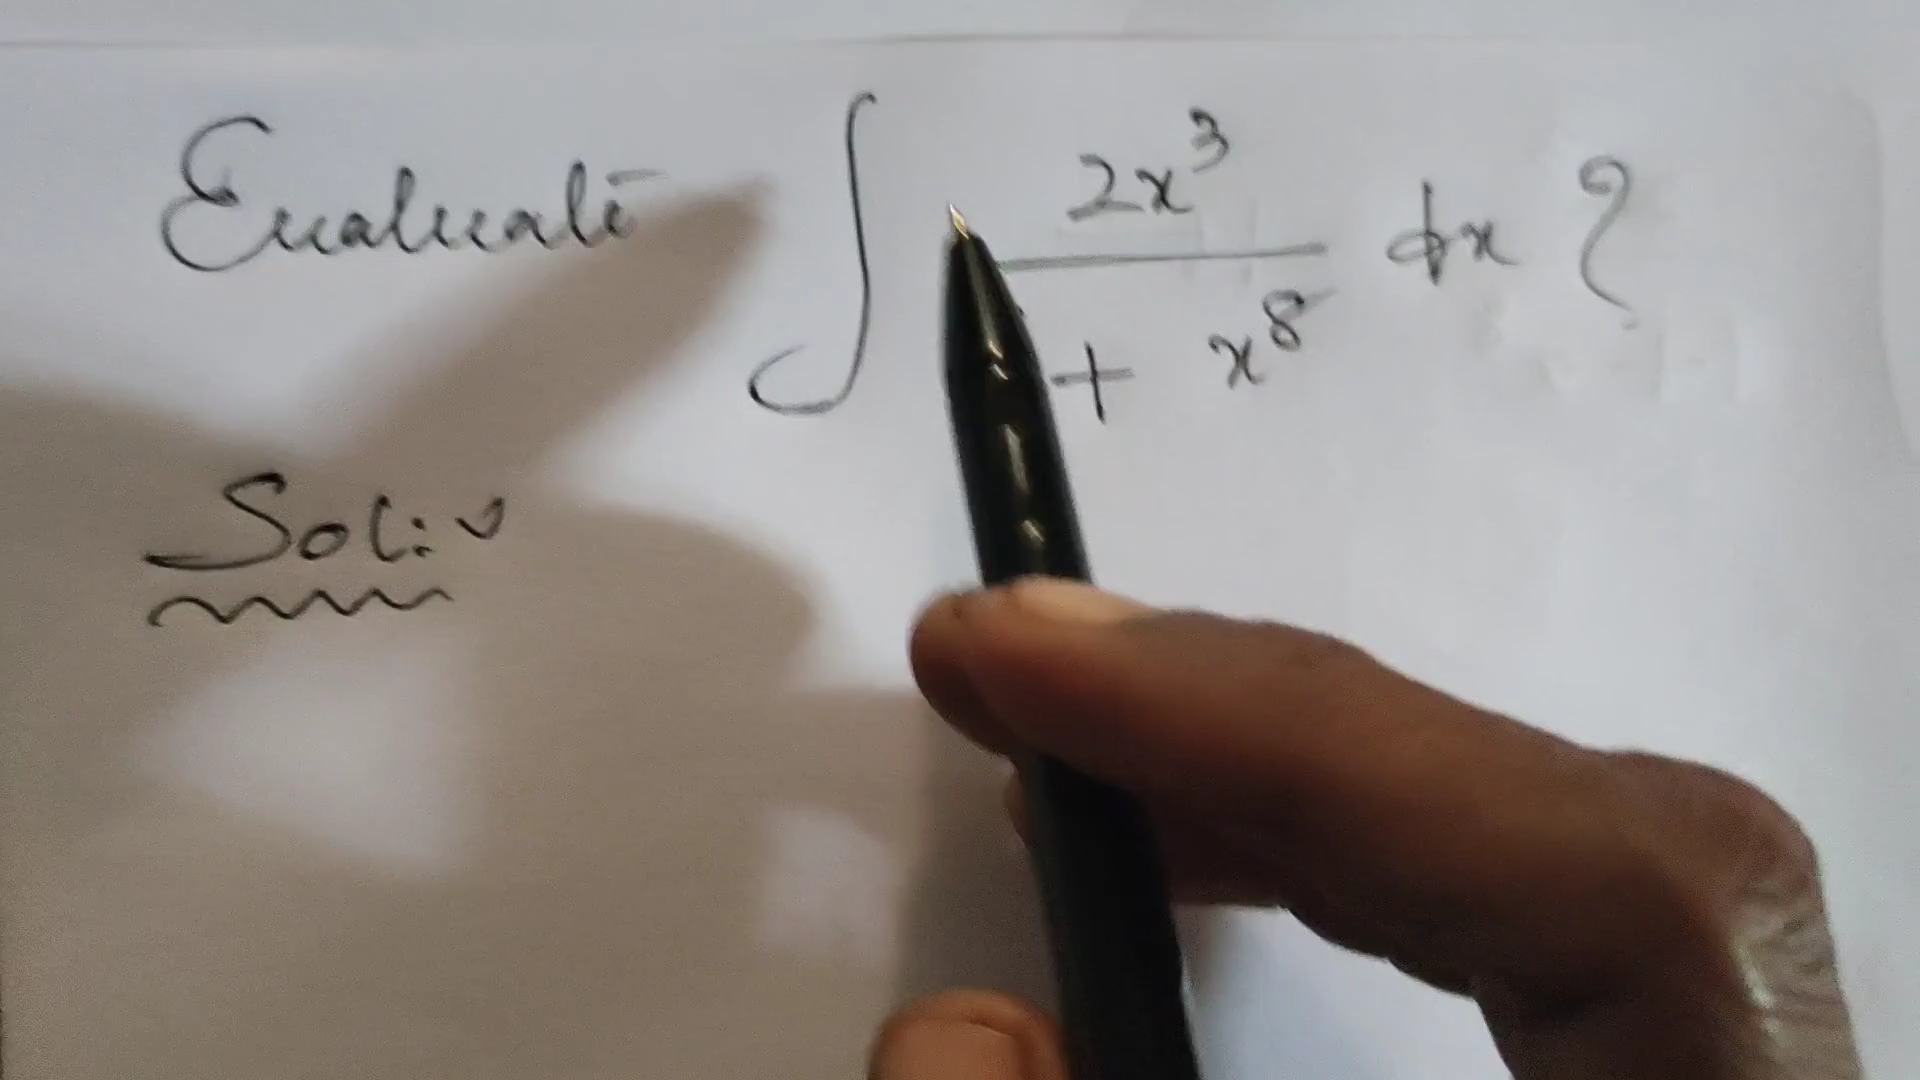 Evaluate ∫ 2x³ / + x⁸ dx ?
Sol: